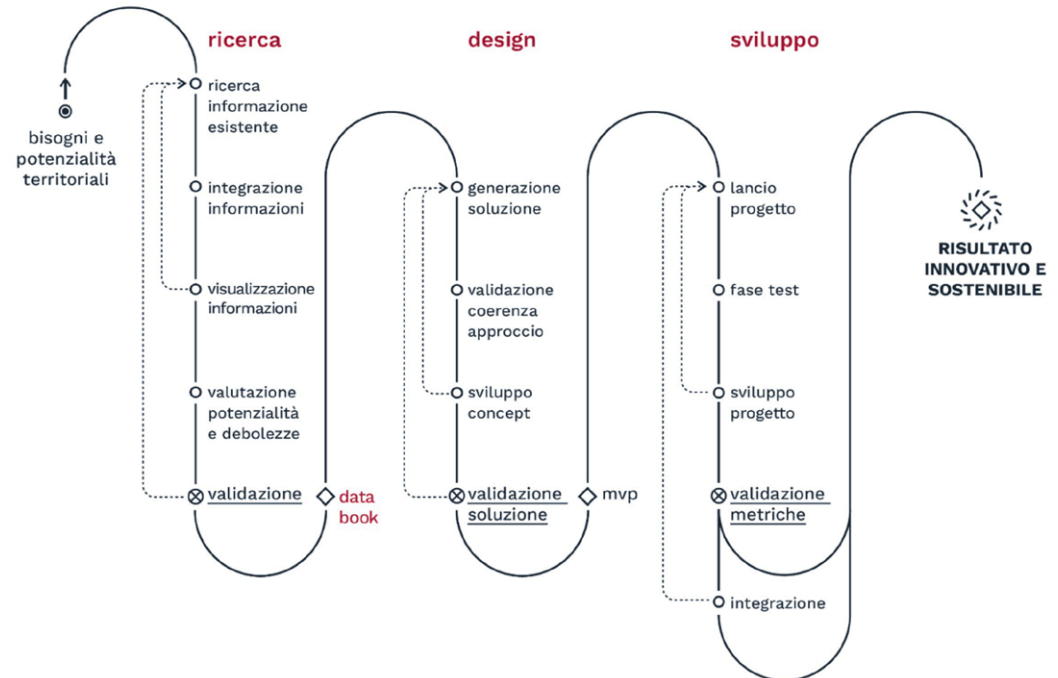 bisogni e
potenzialità
territoriali
ricerca
ricerca
informazione
esistente
integrazione
informazioni
visualizzazione
informazioni
valutazione
potenzialità
e debolezze
validazione
data
book
design
generazione
soluzione
validazione
coerenza
approccio
sviluppo
concept
validazione
soluzione
mvp
sviluppo
lancio
progetto
fase test
sviluppo
progetto
validazione
metriche
integrazione
RISULTATO
INNOVATIVO E
SOSTENIBILE